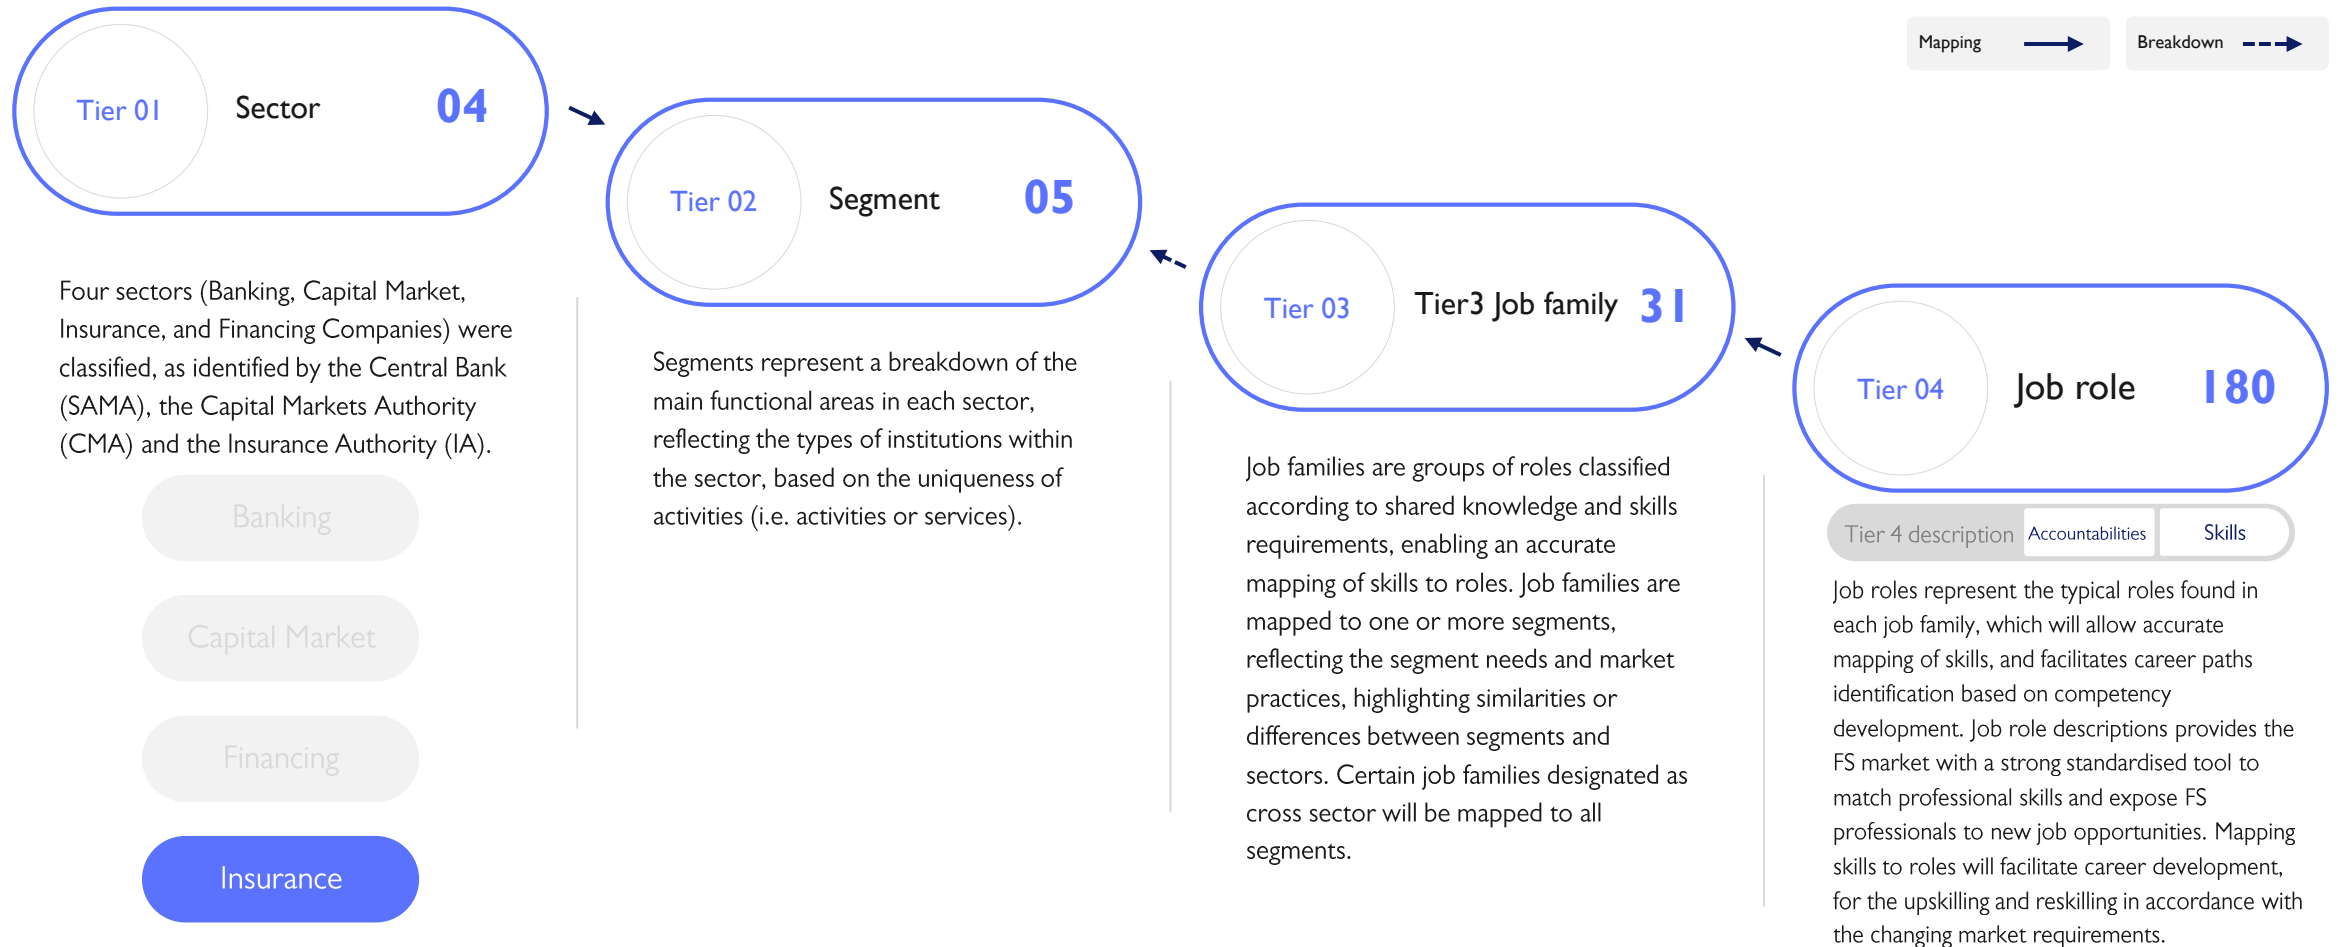 Mapping
Breakdown
Tier 01
Sector
04
Four sectors (Banking, Capital Market,
Insurance, and Financing Companies) were
classified, as identified by the Central Bank
(SAMA), the Capital Markets Authority
(CMA) and the Insurance Authority (IA).
Banking
Capital Market
Financing
Insurance
Tier 02
Segment
05
Segments represent a breakdown of the
main functional areas in each sector,
reflecting the types of institutions within
the sector, based on the uniqueness of
activities (i.e. activities or services).
Tier 03
Tier3 Job family
31
Job families are groups of roles classified
according to shared knowledge and skills
requirements, enabling an accurate
mapping of skills to roles. Job families are
mapped to one or more segments,
reflecting the segment needs and market
practices, highlighting similarities or
differences between segments and
sectors. Certain job families designated as
cross sector will be mapped to all
segments.
Tier 04
Job role
180
Tier 4 description
Accountabilities
Skills
Job roles represent the typical roles found in
each job family, which will allow accurate
mapping of skills, and facilitates career paths
identification based on competency
development. Job role descriptions provides the
FS market with a strong standardised tool to
match professional skills and expose FS
professionals to new job opportunities. Mapping
skills to roles will facilitate career development,
for the upskilling and reskilling in accordance with
the changing market requirements.